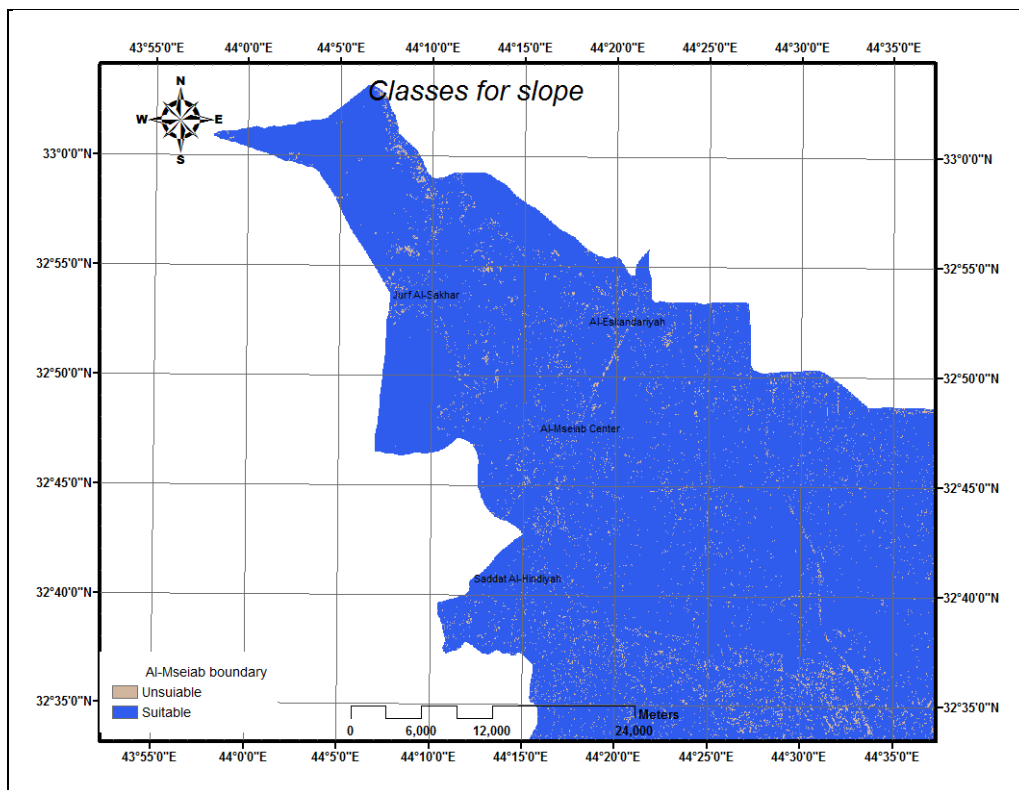 43°55'0"E 44°0'0"E 44°5'0"E 44°10'0"E 44°15'0"E 44°20'0"E 44°25'0"E 44°30'0"E 44°35'0"E
Classes for slope
N
W E
S
33°0'0"N 33°0'0"N
32°55'0"N 32°55'0"N
Jurf Al-Sakhar
Al-Eskandariyah
32°50'0"N 32°50'0"N
Al-Mseiab Center
32°45'0"N 32°45'0"N
Saddat Al-Hindiyah
32°40'0"N 32°40'0"N
Al-Mseiab boundary
Unsuiable
Suitable
32°35'0"N 32°35'0"N
Meters
0 6,000 12,000 24,000
43°55'0"E 44°0'0"E 44°5'0"E 44°10'0"E 44°15'0"E 44°20'0"E 44°25'0"E 44°30'0"E 44°35'0"E